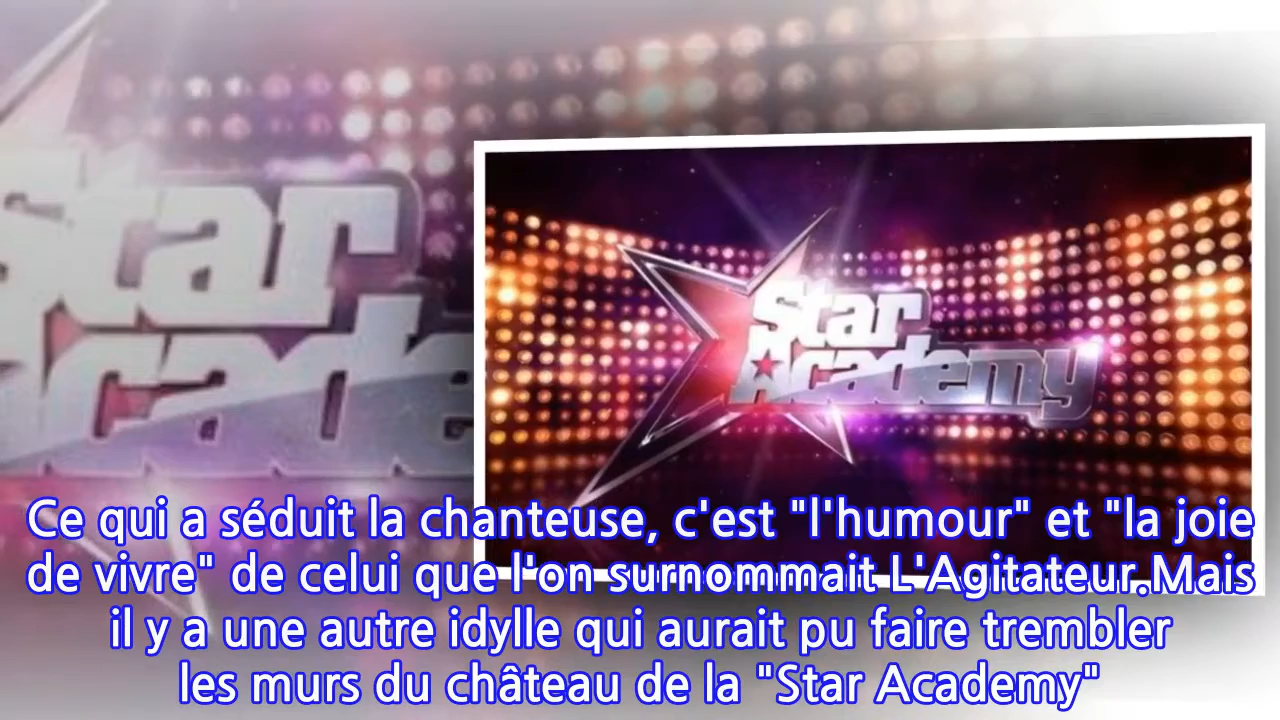 Star
Academy
Star
Academy
Ce qui a séduit la chanteuse, c'est "l'humour" et "la joie
de vivre" de celui que l'on surnommait L'Agitateur.Mais
il y a une autre idylle qui aurait pu faire trembler
les murs du château de la "Star Academy"